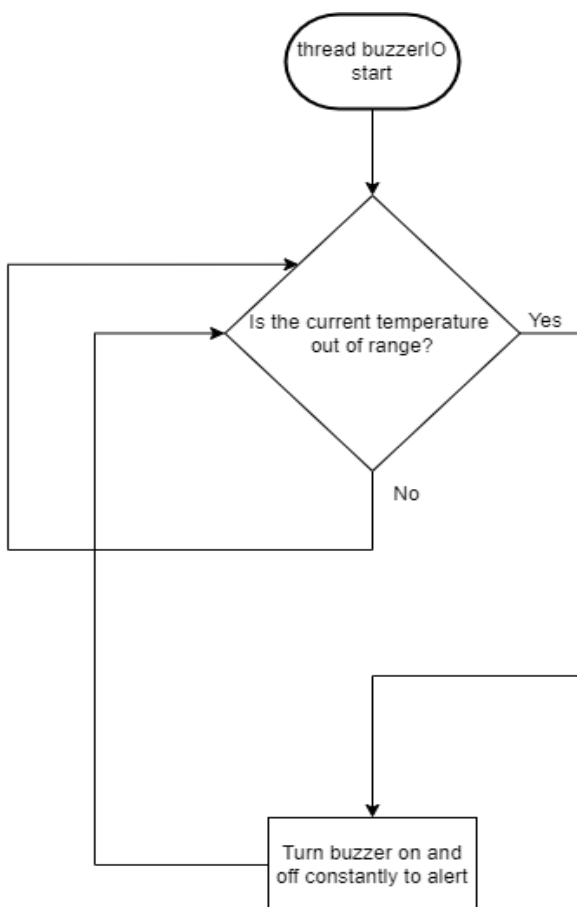 thread buzzerIO
start
Is the current temperature
out of range?
Yes
No
Turn buzzer on and
off constantly to alert